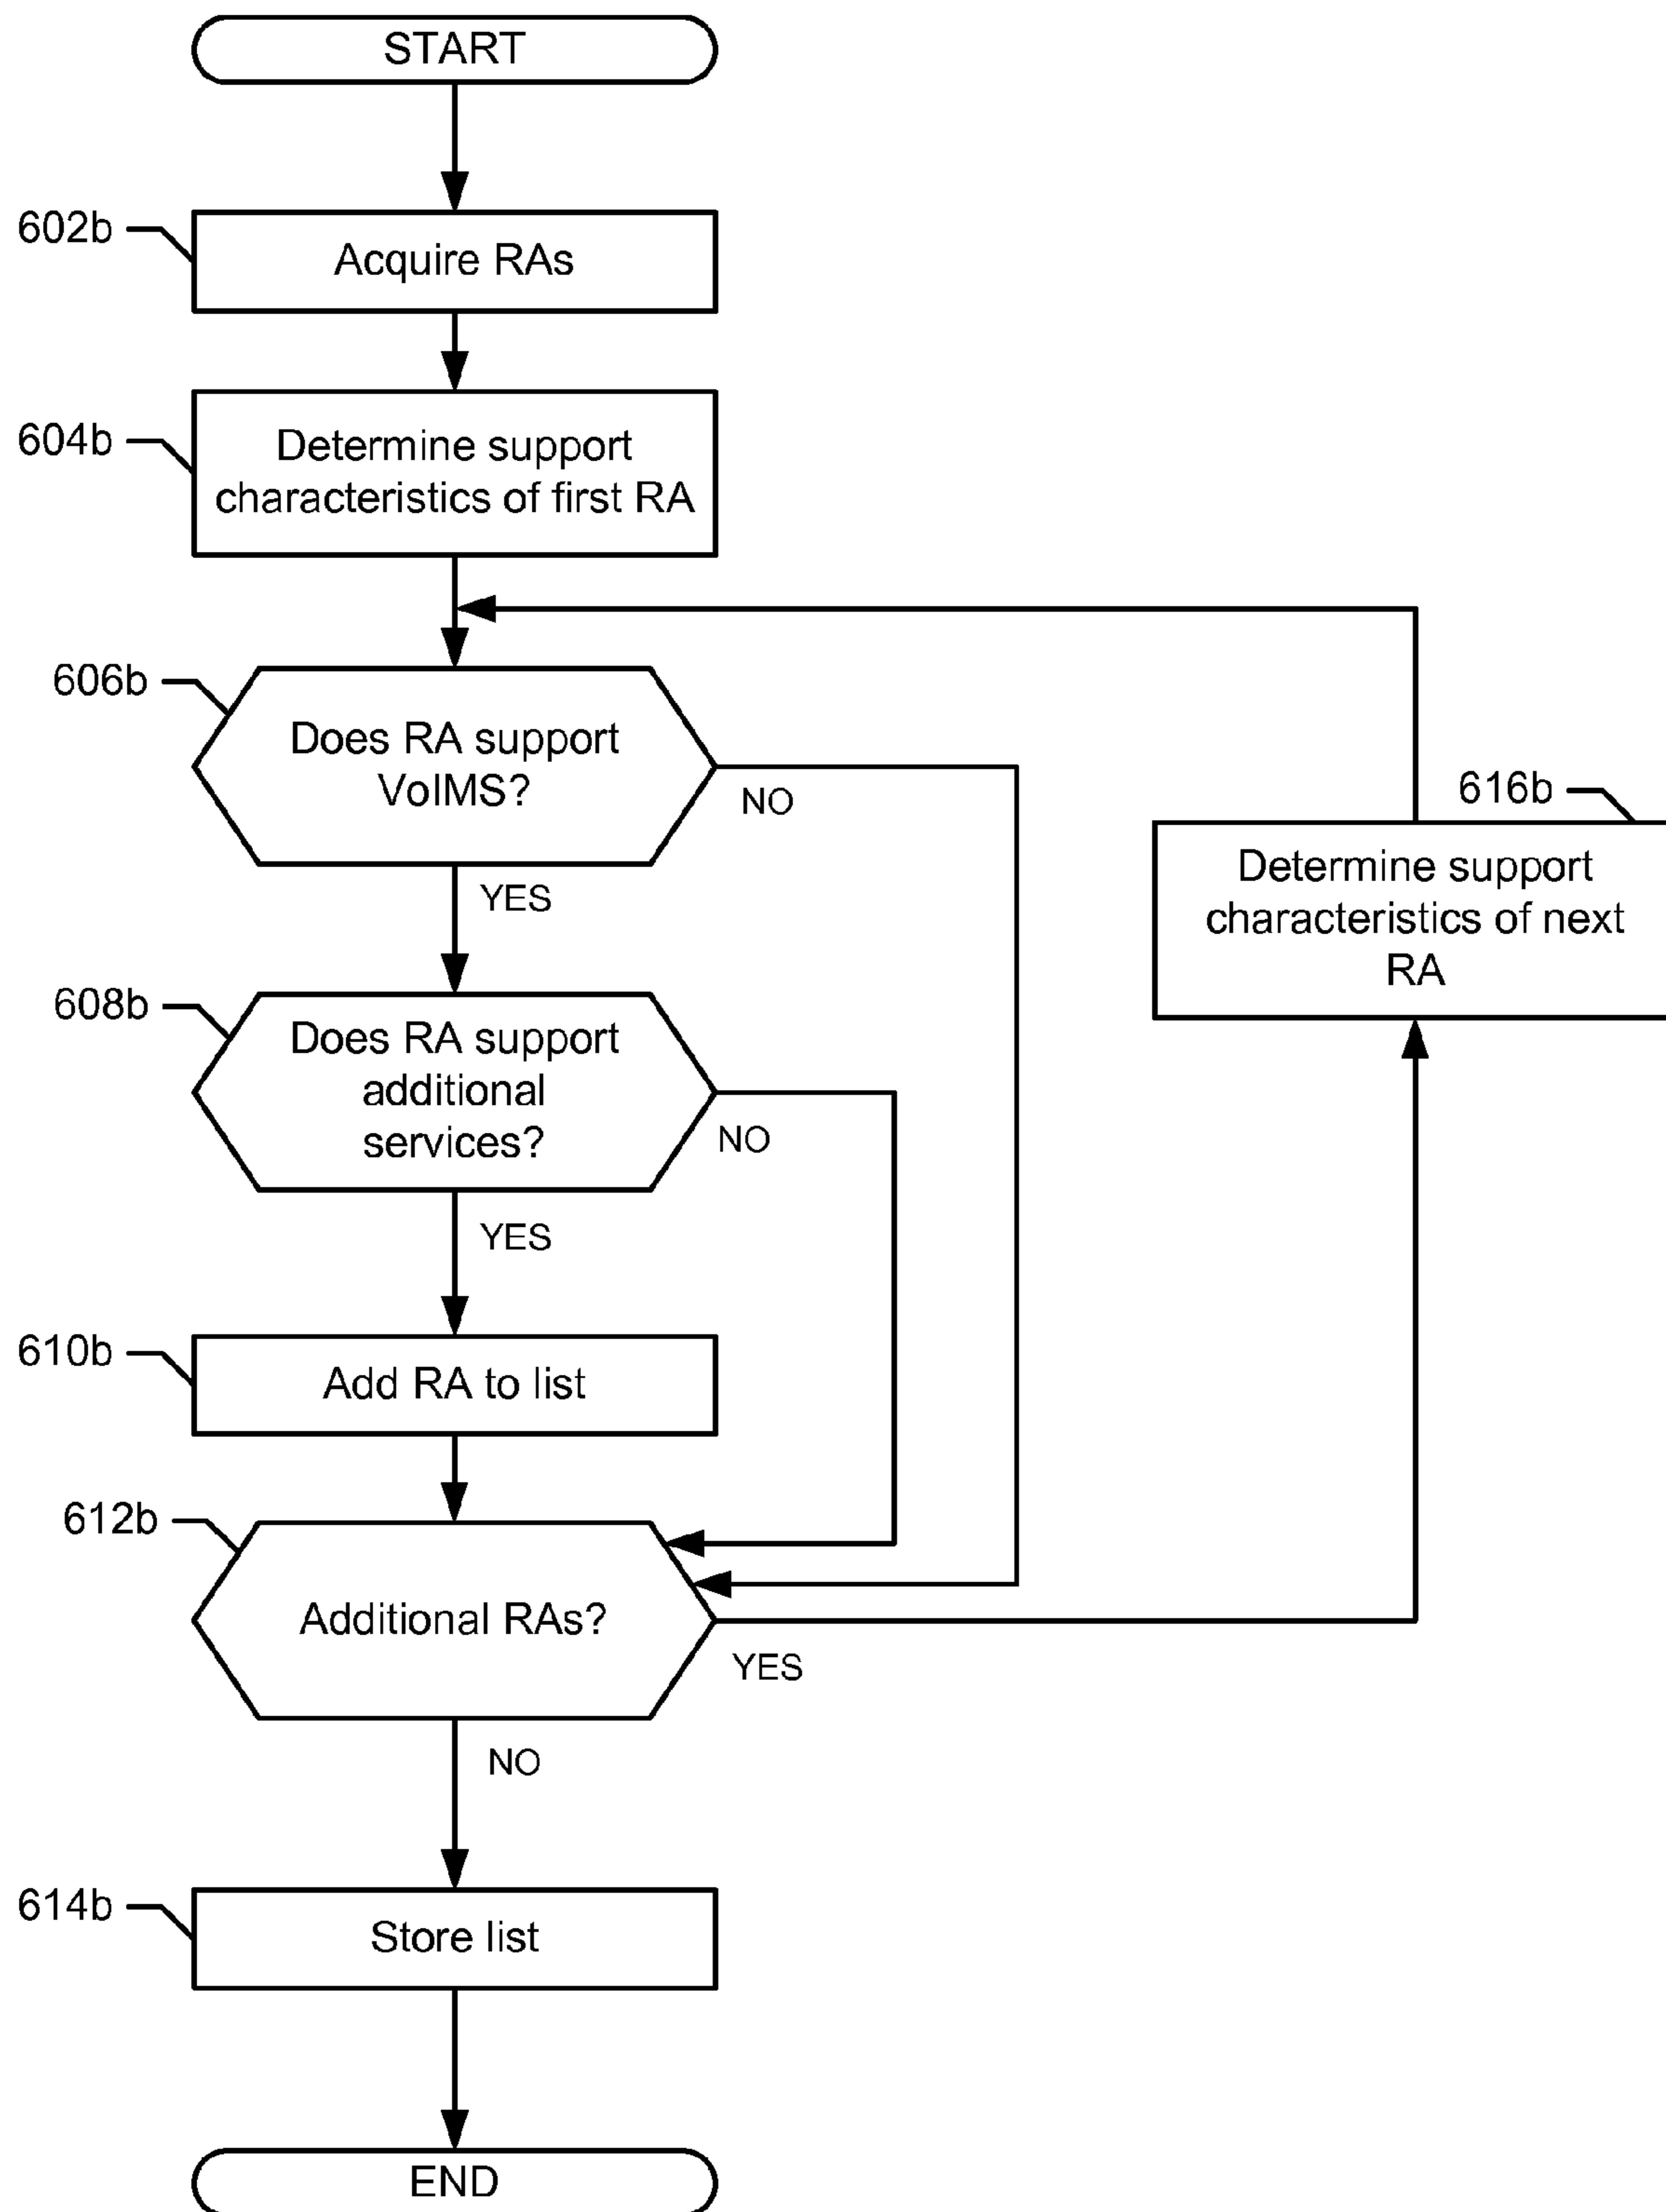 START
602b
Acquire RAs
604b
Determine support
characteristics of first RA
606b
Does RA support
VoIMS?
NO
YES
616b
Determine support
characteristics of next
RA
608b
Does RA support
additional
services?
NO
YES
610b
Add RA to list
612b
Additional RAs?
YES
NO
614b
Store list
END